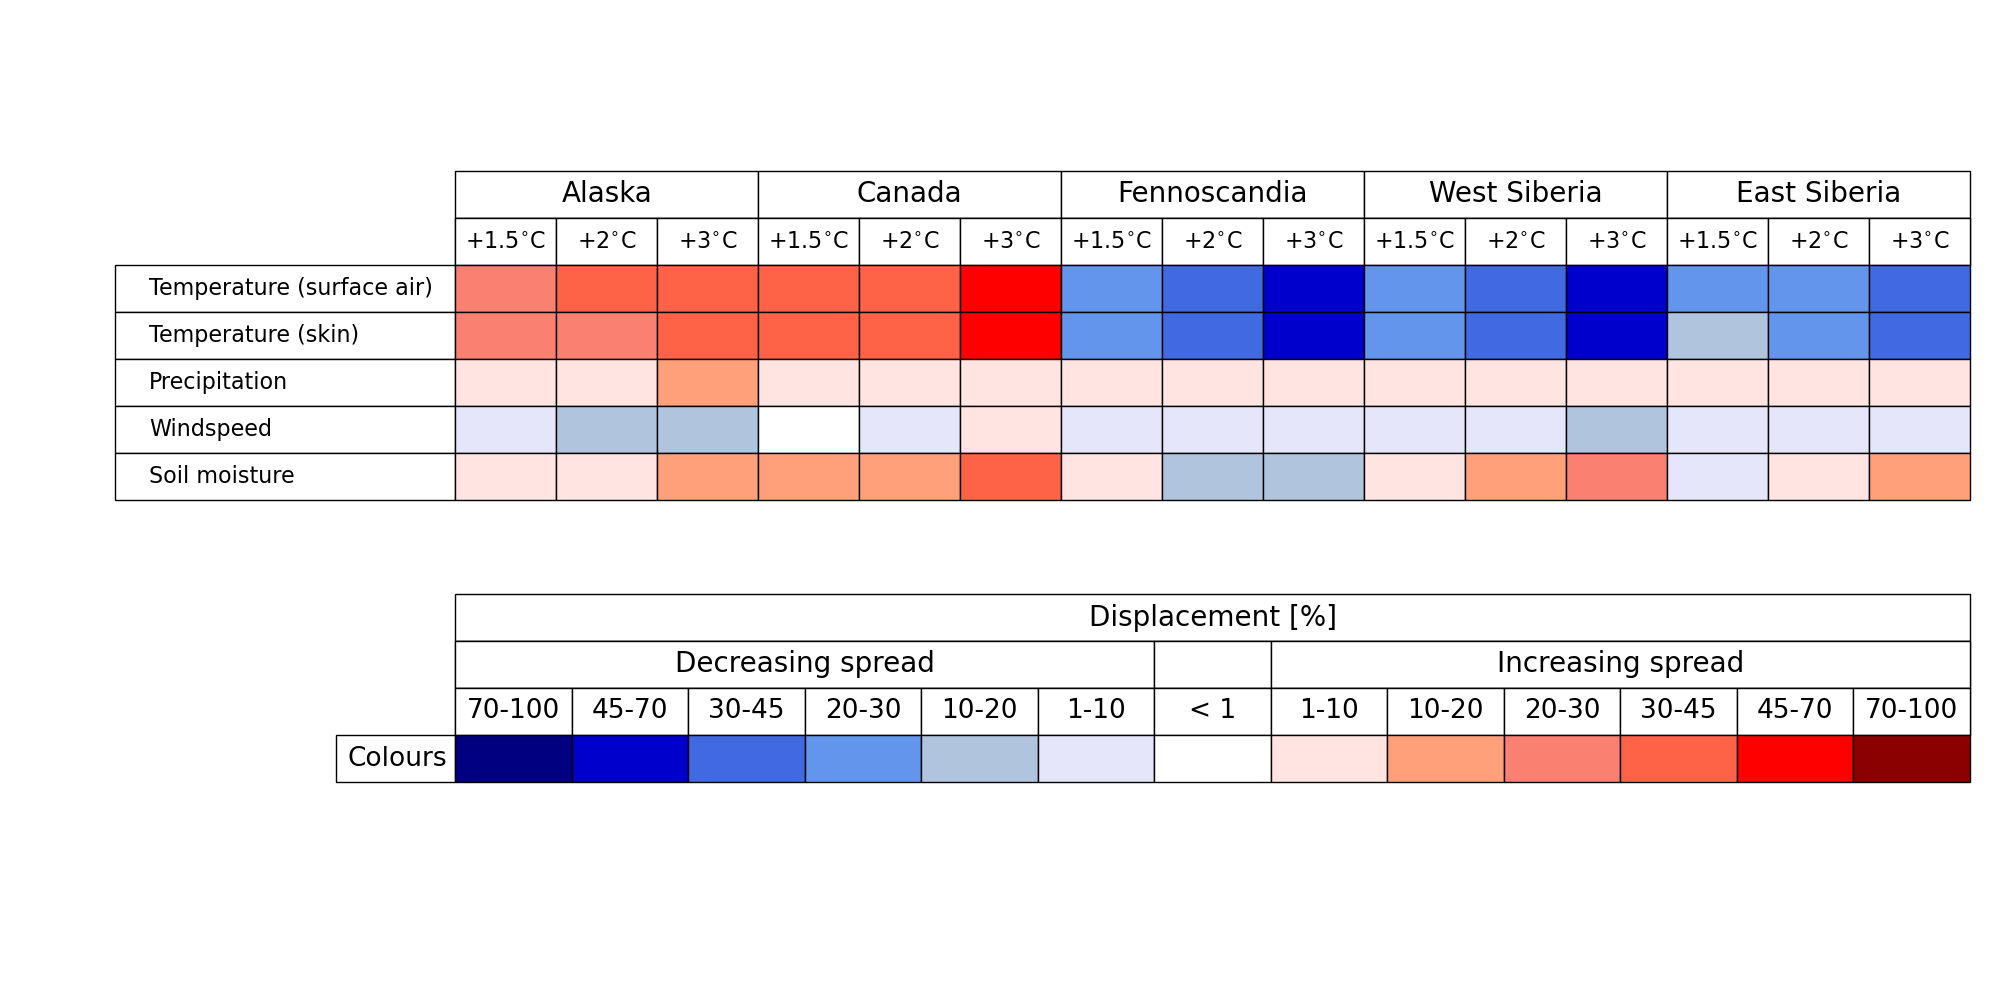 Alaska Canada Fennoscandia West Siberia East Siberia
+1.5°C +2°C +3°C +1.5°C +2°C +3°C +1.5°C +2°C +3°C +1.5°C +2°C +3°C +1.5°C +2°C +3°C
Temperature (surface air)
Temperature (skin)
Precipitation
Windspeed
Soil moisture
Displacement [%]
Decreasing spread Increasing spread
70-100 45-70 30-45 20-30 10-20 1-10 < 1 1-10 10-20 20-30 30-45 45-70 70-100
Colours